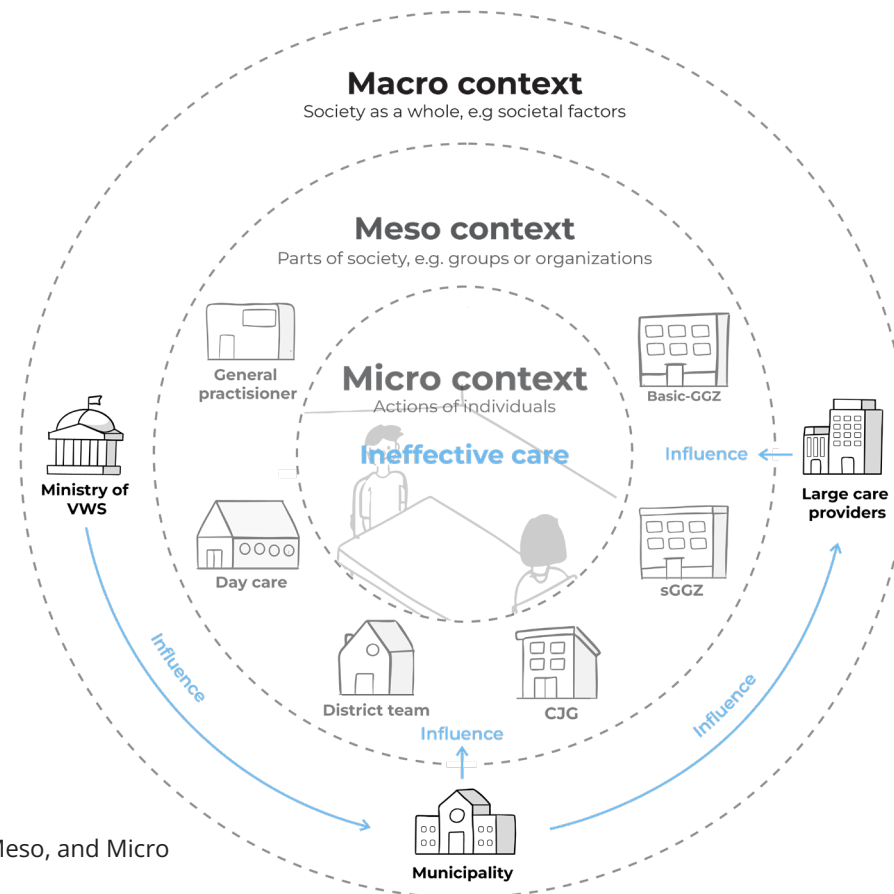 Macro context
Society as a whole, e.g societal factors
Meso context
Parts of society, e.g. groups or organizations
General
practisioner
Micro context
Actions of individuals
Basic-GGZ
Ineffective care
Influence
Ministry of
VWS
Large care
providers
Day care
sGGZ
Influence
District team
CJG
Influence
Influence
Municipality
Meso, and Micro